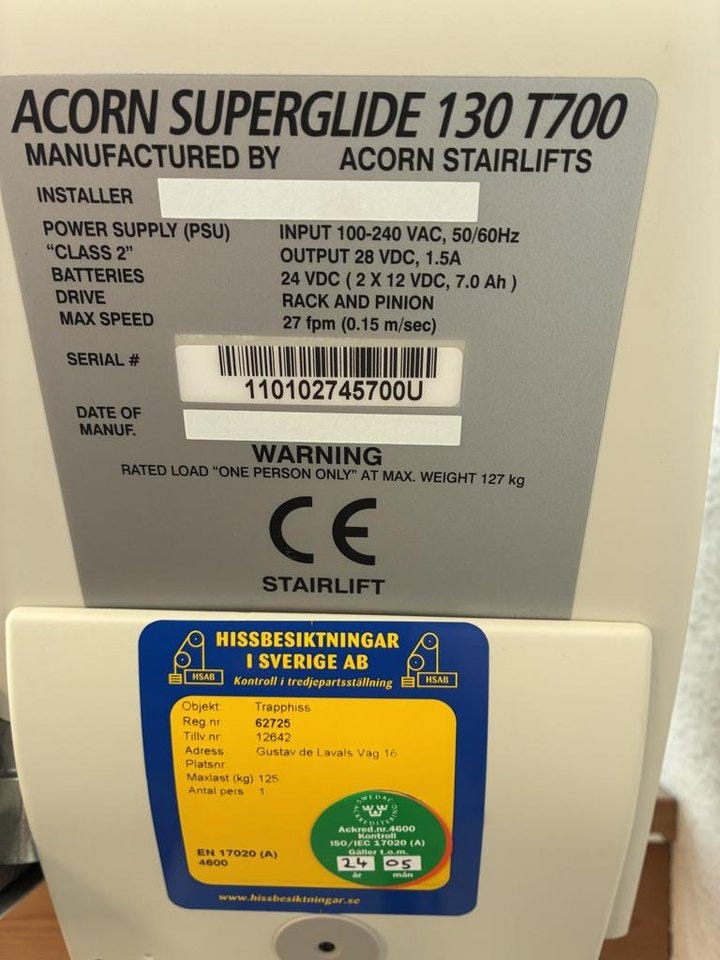 ACORN SUPERGLIDE 130 T700
MANUFACTURED BY ACORN STAIRLIFTS
INSTALLER
POWER SUPPLY (PSU) INPUT 100-240 VAC, 50/60Hz
"CLASS 2" OUTPUT 28 VDC, 1.5A
BATTERIES 24 VDC ( 2 X 12 VDC, 7.0 Ah )
DRIVE RACK AND PINION
MAX SPEED 27 fpm (0.15 m/sec)
SERIAL # 110102745700U
DATE OF
MANUF.
WARNING
RATED LOAD "ONE PERSON ONLY" AT MAX. WEIGHT 127 kg
CE
STAIRLIFT
HISSBESIKTNINGAR
I SVERIGE AB
HSAB Kontroll i tredjepartsställning HSAB
Objekt: Trapphiss
Reg nr 62725
Tillv.nr: 12642
Adress Gustav de Lavals Vag 16
Platsnr
Maxlast (kg) 125
Antal pers 1
SWEDAC
ACKREDITERING
Ackred.nr.4600
Kontroll
ISO/IEC 17020 (A)
Gäller t.o.m.
24 05
år mån
EN 17020 (A)
4600
www.hissbesiktningar.se